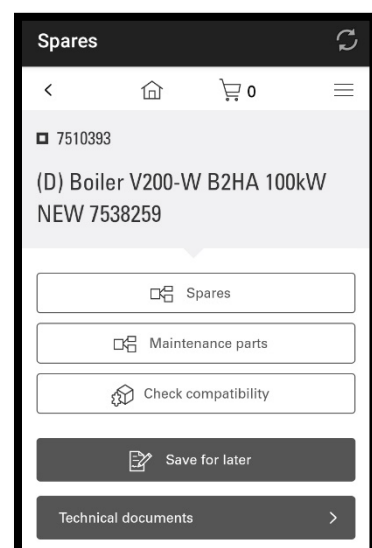 Spares
0
7510393
(D) Boiler V200-W B2HA 100kW
NEW 7538259
Spares
Maintenance parts
Check compatibility
Save for later
Technical documents